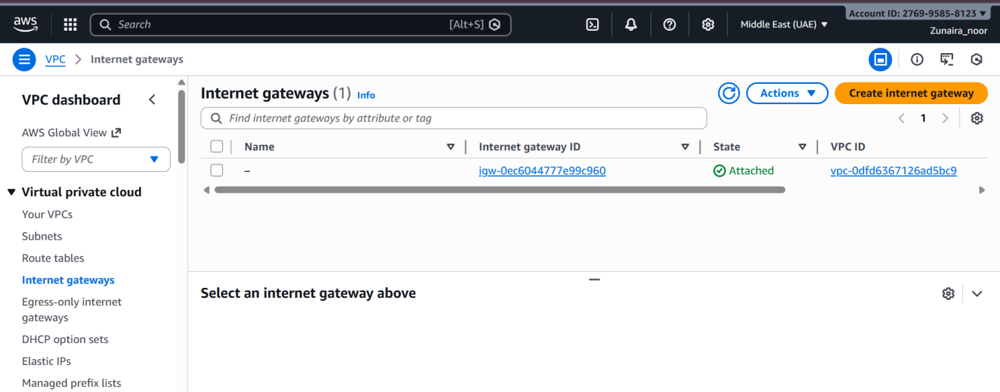 aws
Search
[Alt+S]
Middle East (UAE)
Account ID: 2769-9585-8123
Zunaira_noor
VPC
Internet gateways
VPC dashboard
AWS Global View
Filter by VPC
Virtual private cloud
Your VPCs
Subnets
Route tables
Internet gateways
Egress-only internet
gateways
DHCP option sets
Elastic IPs
Managed prefix lists
Internet gateways (1) Info
Actions
Create internet gateway
Find internet gateways by attribute or tag
1
Name Internet gateway ID State VPC ID
– igw-0ec6044777e99c960 Attached vpc-0dfd6367126ad5bc9
Select an internet gateway above